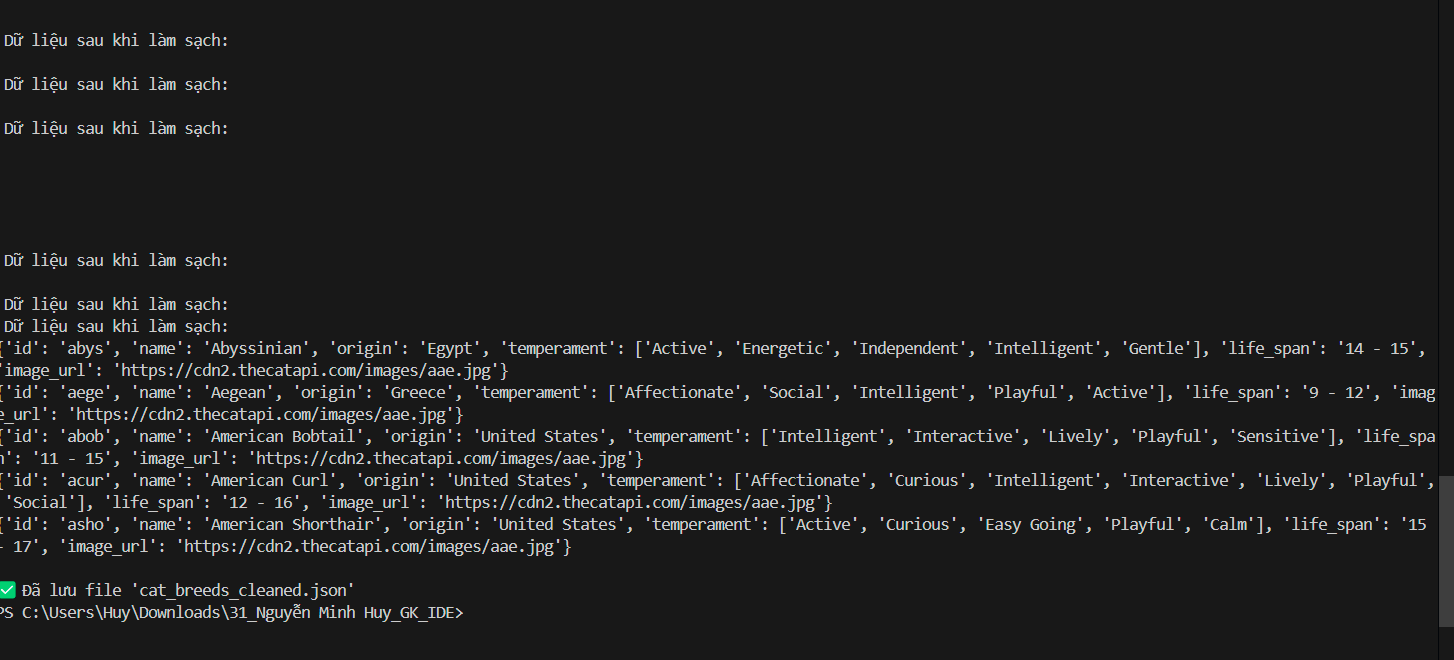 Dữ liệu sau khi làm sạch:
Dữ liệu sau khi làm sạch:
Dữ liệu sau khi làm sạch:
Dữ liệu sau khi làm sạch:
Dữ liệu sau khi làm sạch:
Dữ liệu sau khi làm sạch:
{'id': 'abys', 'name': 'Abyssinian', 'origin': 'Egypt', 'temperament': ['Active', 'Energetic', 'Independent', 'Intelligent', 'Gentle'], 'life_span': '14 - 15',
'image_url': 'https://cdn2.thecatapi.com/images/aae.jpg'}
{'id': 'aege', 'name': 'Aegean', 'origin': 'Greece', 'temperament': ['Affectionate', 'Social', 'Intelligent', 'Playful', 'Active'], 'life_span': '9 - 12', 'imag
e_url': 'https://cdn2.thecatapi.com/images/aae.jpg'}
{'id': 'abob', 'name': 'American Bobtail', 'origin': 'United States', 'temperament': ['Intelligent', 'Interactive', 'Lively', 'Playful', 'Sensitive'], 'life_spa
n': '11 - 15', 'image_url': 'https://cdn2.thecatapi.com/images/aae.jpg'}
{'id': 'acur', 'name': 'American Curl', 'origin': 'United States', 'temperament': ['Affectionate', 'Curious', 'Intelligent', 'Interactive', 'Lively', 'Playful',
'Social'], 'life_span': '12 - 16', 'image_url': 'https://cdn2.thecatapi.com/images/aae.jpg'}
{'id': 'asho', 'name': 'American Shorthair', 'origin': 'United States', 'temperament': ['Active', 'Curious', 'Easy Going', 'Playful', 'Calm'], 'life_span': '15
- 17', 'image_url': 'https://cdn2.thecatapi.com/images/aae.jpg'}
✅ Đã lưu file 'cat_breeds_cleaned.json'
PS C:\Users\Huy\Downloads\31_Nguyễn Minh Huy_GK_IDE>